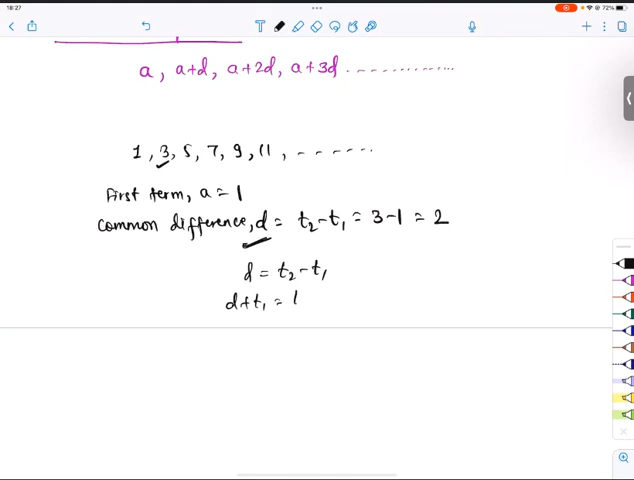 18:27
72%
a, a+d, a+2d, a+3d ..............
1, 3, 5, 7, 9, 11, - - - - - -
First term, a = 1
Common difference, d = t₂-t₁ = 3-1 = 2
d = t₂-t₁
d+t₁ = l